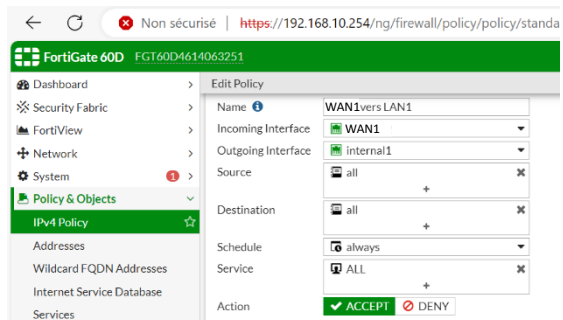 Non sécurisé | https://192.168.10.254/ng/firewall/policy/policy/standa
FortiGate 60D FGT60D4614063251
Dashboard
Security Fabric
FortiView
Network
System 1
Policy & Objects
IPv4 Policy
Addresses
Wildcard FQDN Addresses
Internet Service Database
Services
Edit Policy
Name WAN1vers LAN1
Incoming Interface WAN1
Outgoing Interface internal1
Source all
+
Destination all
+
Schedule always
Service ALL
+
Action ACCEPT DENY